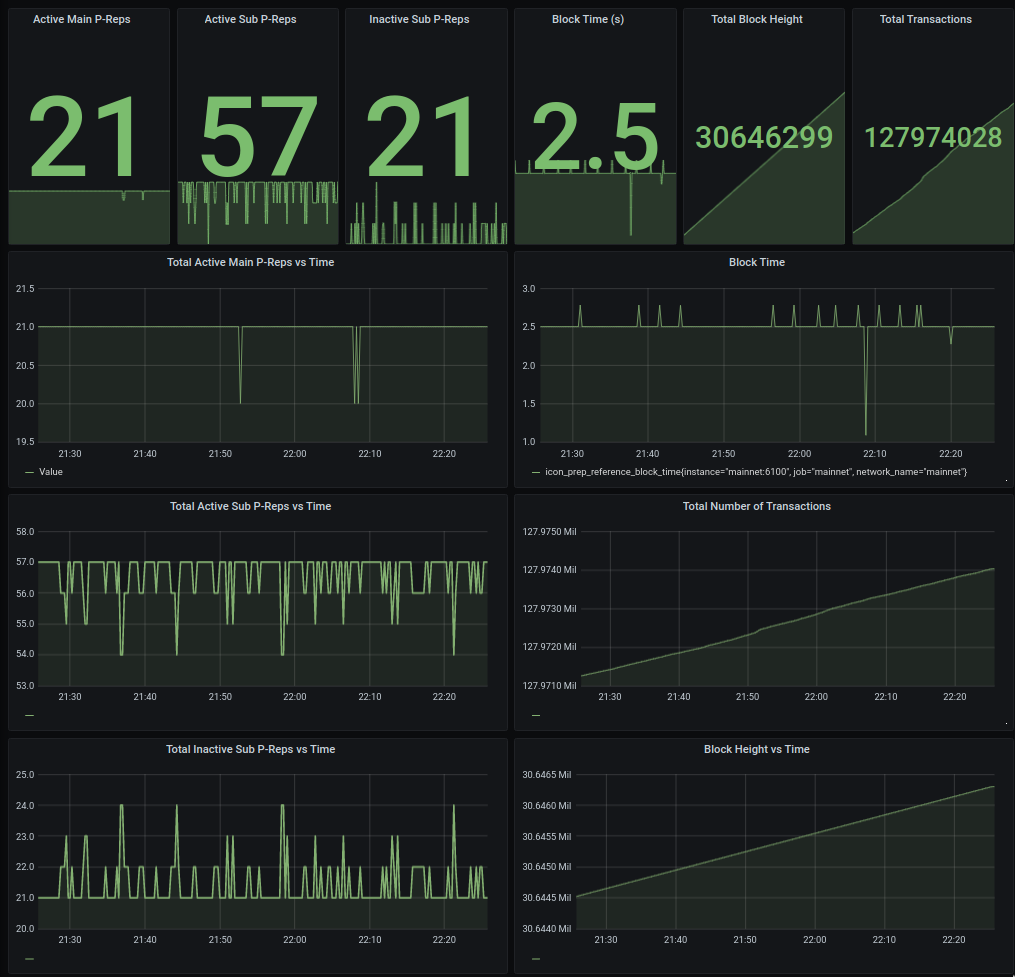 Active Main P-Reps
21
Active Sub P-Reps
57
Inactive Sub P-Reps
21
Block Time (s)
2.5
Total Block Height
30646299
Total Transactions
127974028
Total Active Main P-Reps vs Time
21.5
21.0
20.5
20.0
19.5
21:30 21:40 21:50 22:00 22:10 22:20
Value
Block Time
3.0
2.5
2.0
1.5
1.0
21:30 21:40 21:50 22:00 22:10 22:20
icon_prep_reference_block_time{instance="mainnet:6100", job="mainnet", network_name="mainnet"}
Total Active Sub P-Reps vs Time
58.0
57.0
56.0
55.0
54.0
53.0
21:30 21:40 21:50 22:00 22:10 22:20
Total Number of Transactions
127.9750 Mil
127.9740 Mil
127.9730 Mil
127.9720 Mil
127.9710 Mil
21:30 21:40 21:50 22:00 22:10 22:20
Total Inactive Sub P-Reps vs Time
25.0
24.0
23.0
22.0
21.0
20.0
21:30 21:40 21:50 22:00 22:10 22:20
Block Height vs Time
30.6465 Mil
30.6460 Mil
30.6455 Mil
30.6450 Mil
30.6445 Mil
30.6440 Mil
21:30 21:40 21:50 22:00 22:10 22:20